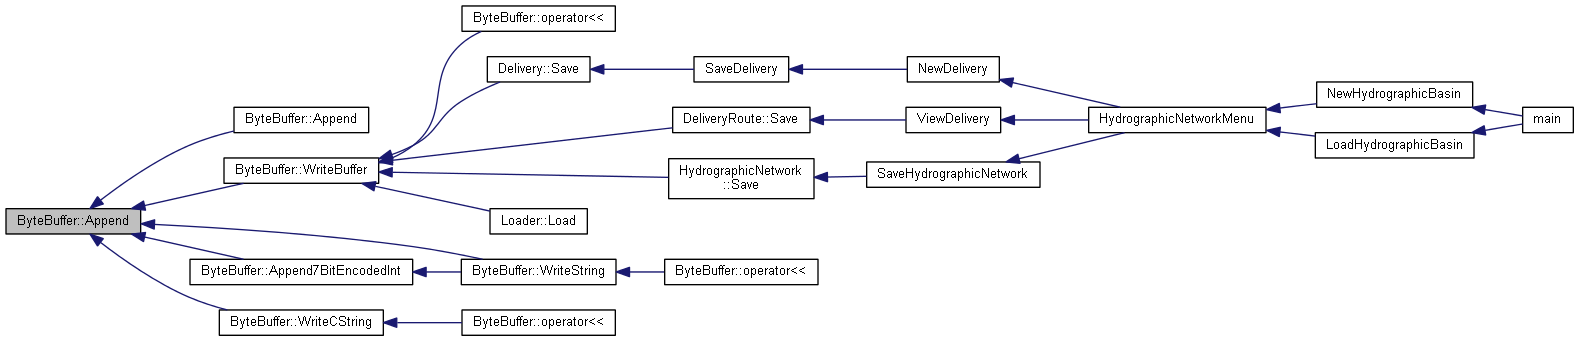 ByteBuffer::operator<<
Delivery::Save
SaveDelivery
NewDelivery
NewHydrographicBasin
ByteBuffer::Append
DeliveryRoute::Save
ViewDelivery
HydrographicNetworkMenu
main
LoadHydrographicBasin
ByteBuffer::WriteBuffer
HydrographicNetwork
::Save
SaveHydrographicNetwork
ByteBuffer::Append
Loader::Load
ByteBuffer::Append7BitEncodedInt
ByteBuffer::WriteString
ByteBuffer::operator<<
ByteBuffer::WriteCString
ByteBuffer::operator<<